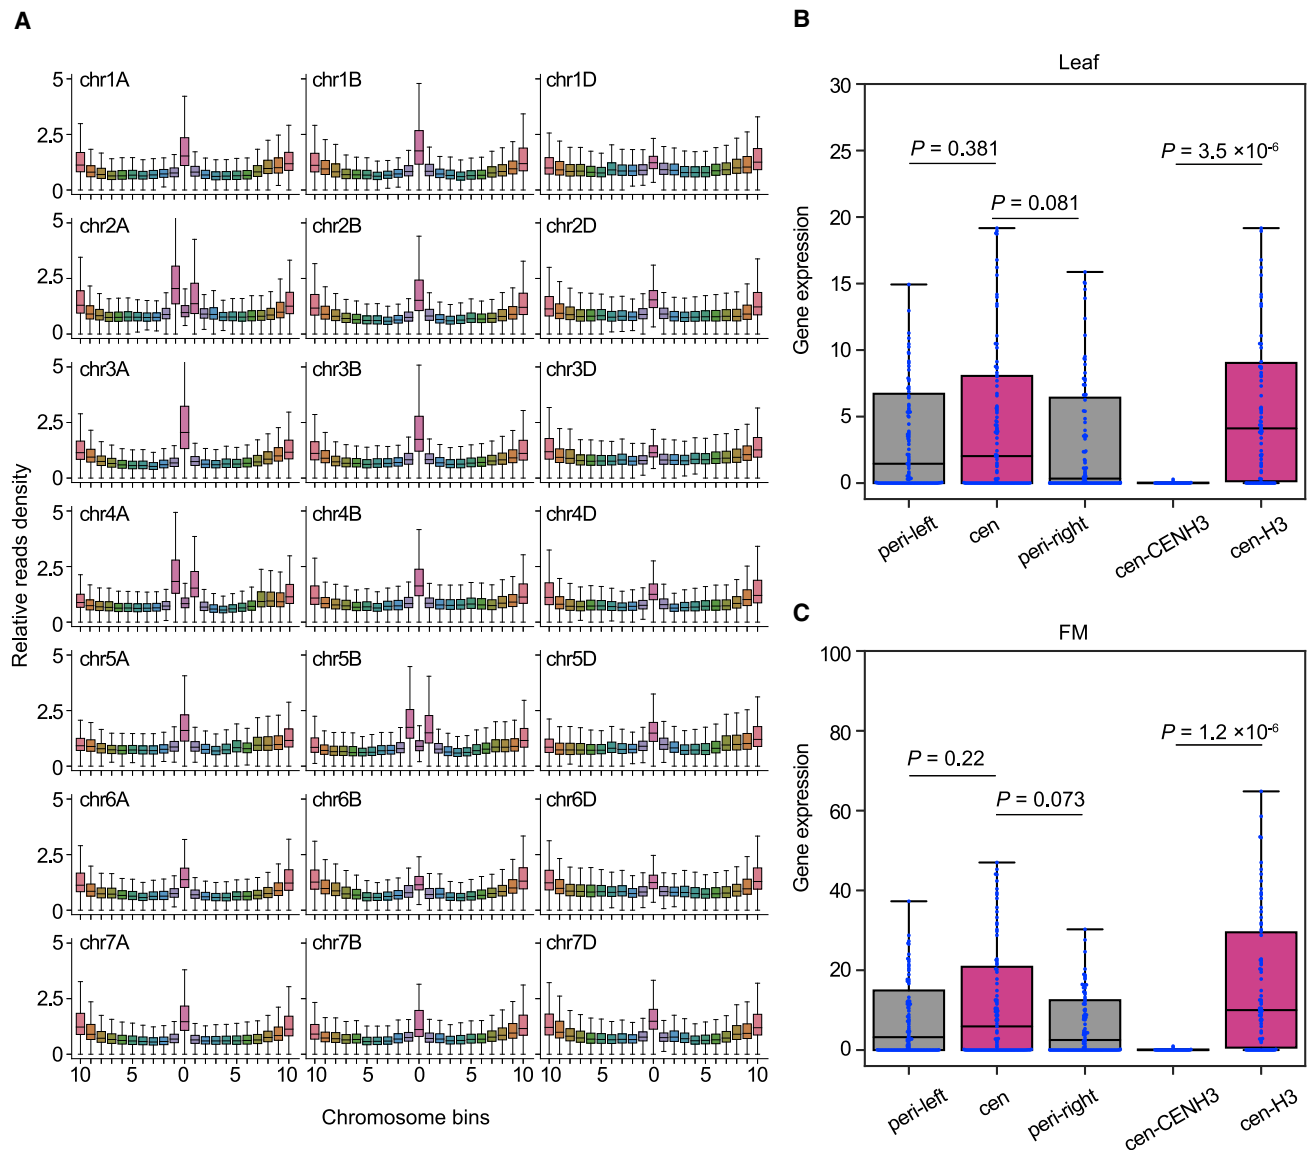 A
Relative reads density
chr1A chr1B chr1D
5
2.5
0
chr2A chr2B chr2D
5
2.5
0
chr3A chr3B chr3D
5
2.5
0
chr4A chr4B chr4D
5
2.5
0
chr5A chr5B chr5D
5
2.5
0
chr6A chr6B chr6D
5
2.5
0
chr7A chr7B chr7D
5
2.5
0
10 5 0 5 10 5 0 5 10 5 0 5 10
Chromosome bins
B
Leaf
Gene expression
30
25
20
15
10
5
0
P = 0.381
P = 0.081
P = 3.5 ×10⁻⁶
peri-left cen peri-right cen-CENH3 cen-H3
C
FM
Gene expression
100
80
60
40
20
0
P = 0.22
P = 0.073
P = 1.2 ×10⁻⁶
peri-left cen peri-right cen-CENH3 cen-H3